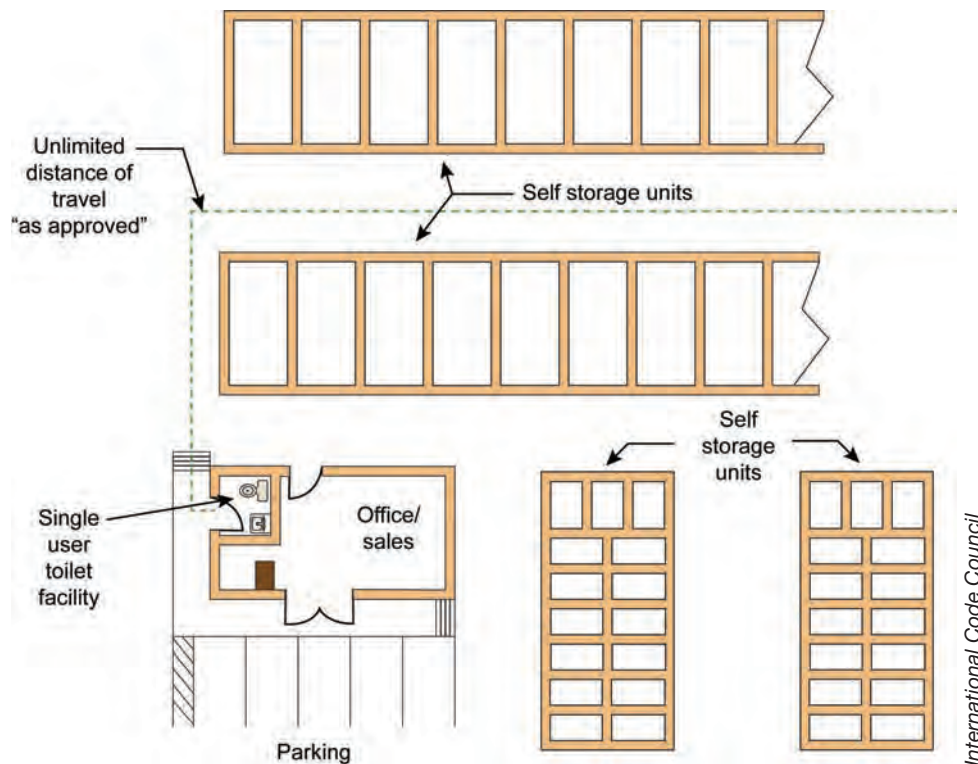 Unlimited
distance of
travel
“as approved”
Self storage units
Self
storage
units
Single
user
toilet
facility
Office/
sales
Parking
International Code Council